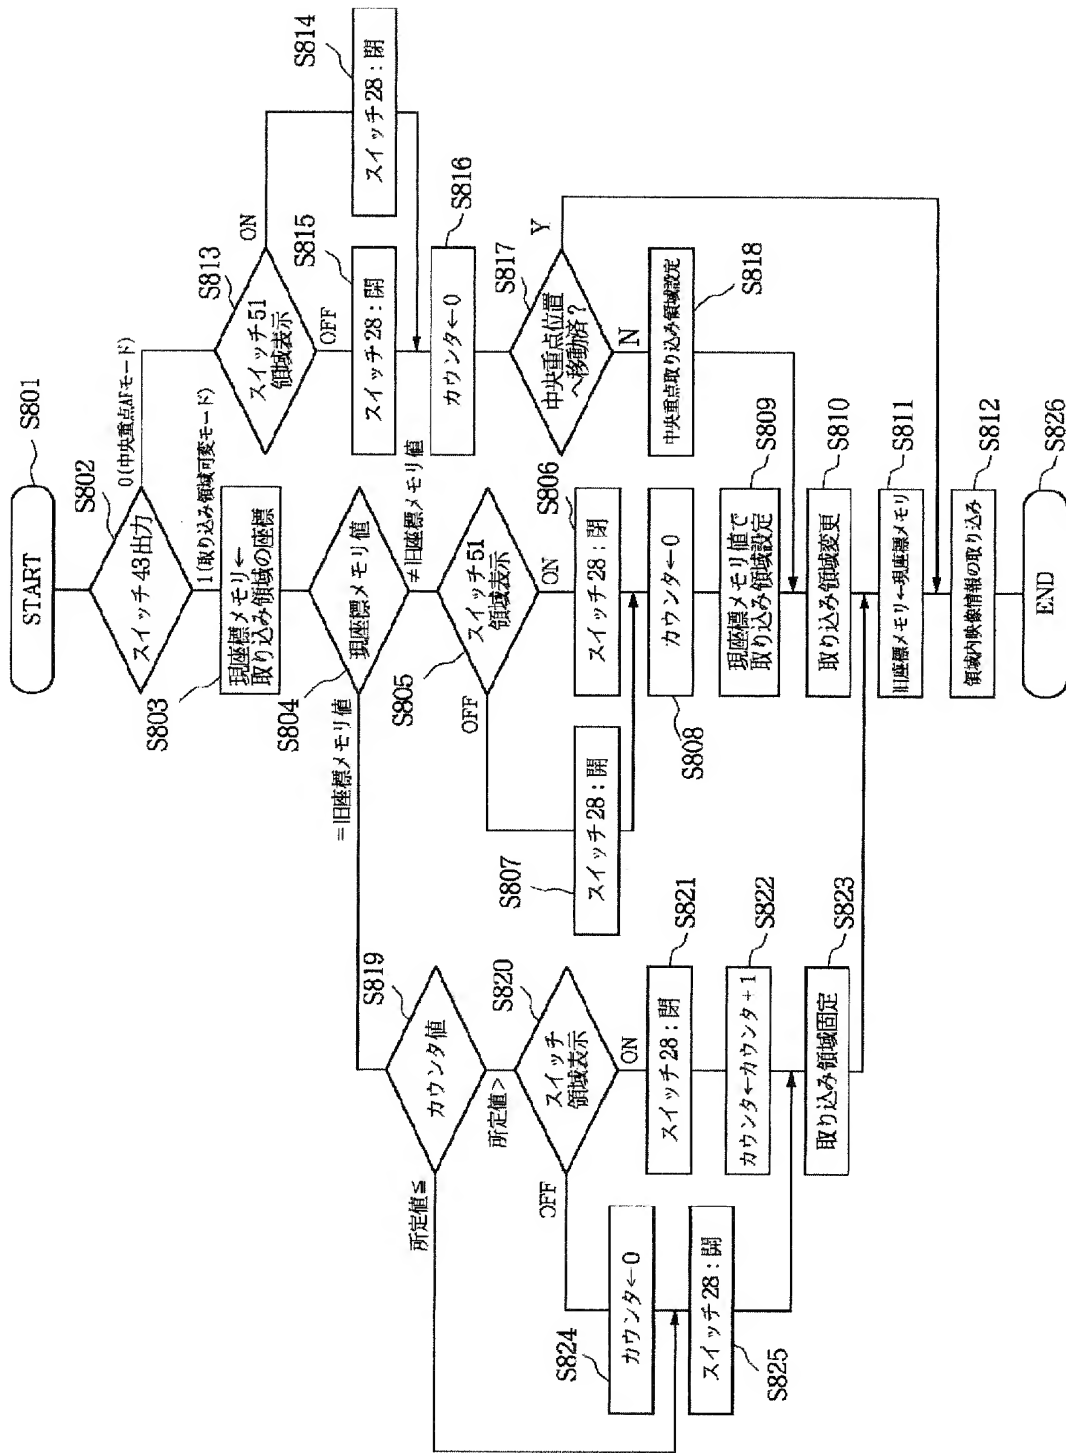 START
S801
スイッチ43出力
S802
0(中央重点AFモード)
1(取り込み領域可変モード)
現座標メモリ←
取り込み領域の座標
S803
現座標メモリ値
S804
=旧座標メモリ値
≠旧座標メモリ値
スイッチ51
領域表示
S805
OFF
ON
スイッチ28:閉
S806
スイッチ28:開
S807
カウンタ←0
S808
現座標メモリ値で
取り込み領域設定
S809
取り込み領域変更
S810
旧座標メモリ←現座標メモリ
S811
領域内映像情報の取り込み
S812
END
S826
スイッチ51
領域表示
S813
ON
OFF
スイッチ28:閉
S814
スイッチ28:開
S815
カウンタ←0
S816
中央重点位置
へ移動済?
S817
Y
N
中央重点取り込み領域設定
S818
カウンタ値
S819
所定値≦
所定値>
スイッチ
領域表示
S820
OFF
ON
スイッチ28:閉
S821
カウンタ←カウンタ+1
S822
取り込み領域固定
S823
カウンタ←0
S824
スイッチ28:開
S825